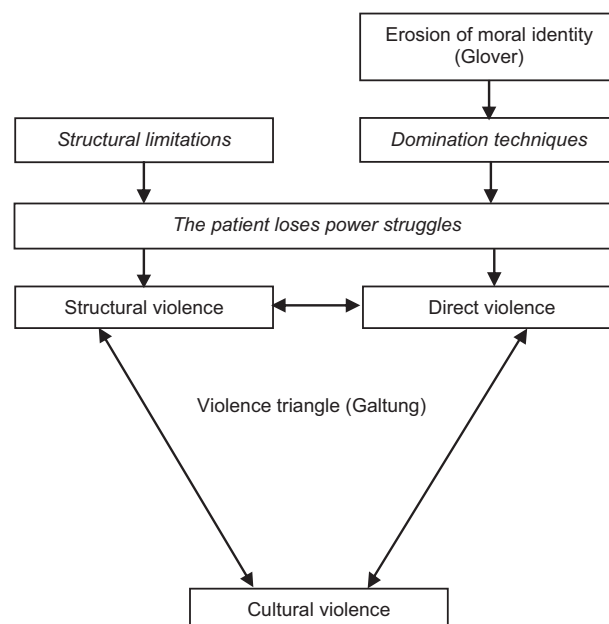 Erosion of moral identity
(Glover)
Structural limitations
Domination techniques
The patient loses power struggles
Structural violence
Direct violence
Violence triangle (Galtung)
Cultural violence